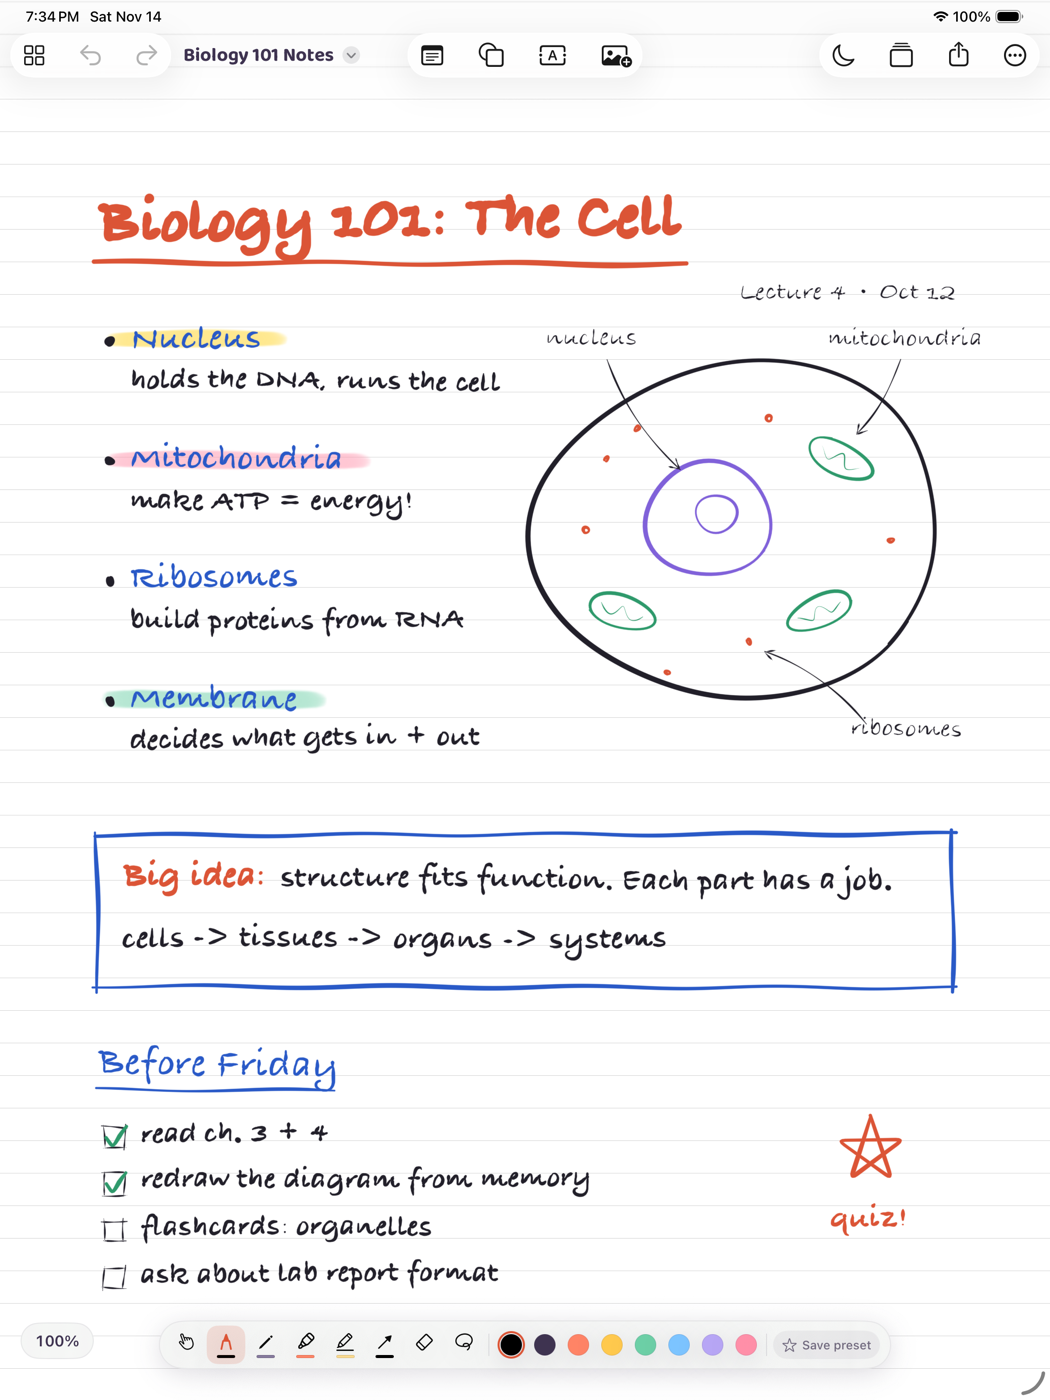 7:34 PM Sat Nov 14
100%
Biology 101 Notes
A
Biology 101: The Cell
Lecture 4 • Oct 12
• Nucleus
holds the DNA, runs the cell
• Mitochondria
make ATP = energy!
• Ribosomes
build proteins from RNA
• Membrane
decides what gets in + out
nucleus
mitochondria
ribosomes
Big idea: structure fits function. Each part has a job.
cells -> tissues -> organs -> systems
Before Friday
read ch. 3 + 4
redraw the diagram from memory
flashcards: organelles
ask about lab report format
quiz!
100%
Save preset